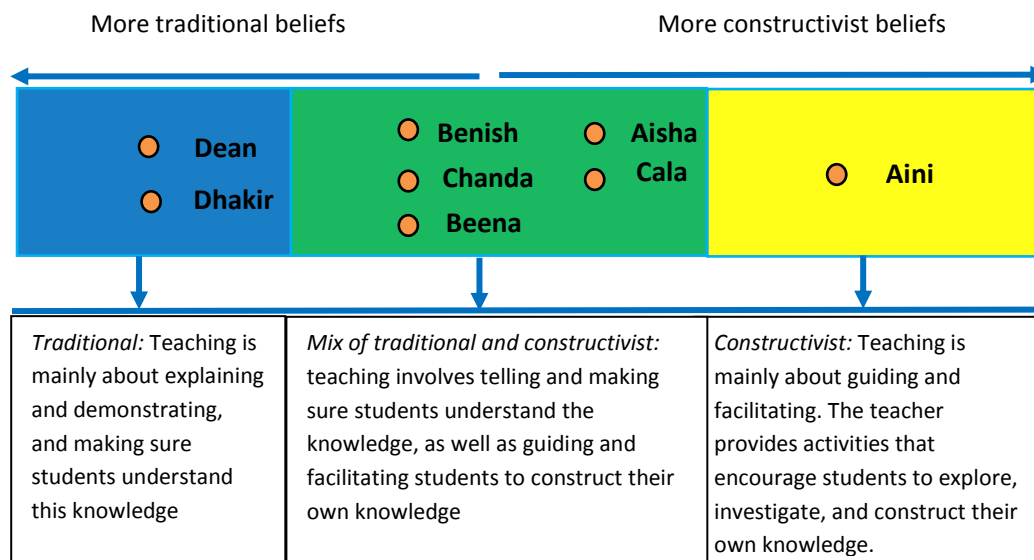 More traditional beliefs
More constructivist beliefs
Dean
Dhakir
Benish
Chanda
Beena
Aisha
Cala
Aini
Traditional: Teaching is
mainly about explaining
and demonstrating,
and making sure
students understand
this knowledge
Mix of traditional and constructivist:
teaching involves telling and making
sure students understand the
knowledge, as well as guiding and
facilitating students to construct their
own knowledge
Constructivist: Teaching is
mainly about guiding and
facilitating. The teacher
provides activities that
encourage students to explore,
investigate, and construct their
own knowledge.